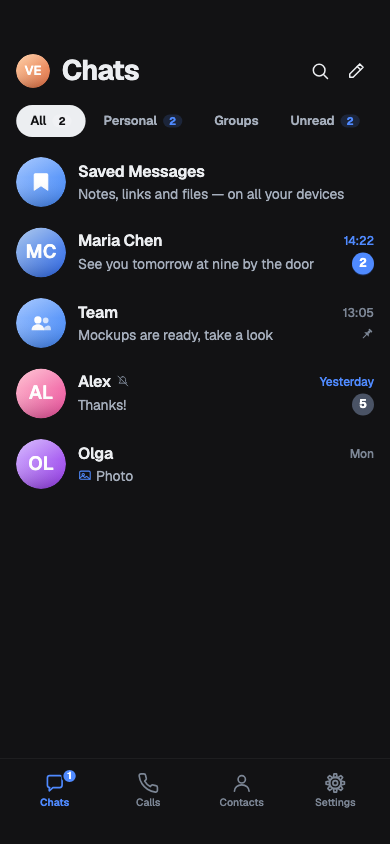 VE Chats
All 2 Personal 2 Groups Unread 2
Saved Messages
Notes, links and files — on all your devices
MC Maria Chen 14:22
See you tomorrow at nine by the door 2
Team 13:05
Mockups are ready, take a look
AL Alex Yesterday
Thanks! 5
OL Olga Mon
Photo
1
Chats Calls Contacts Settings